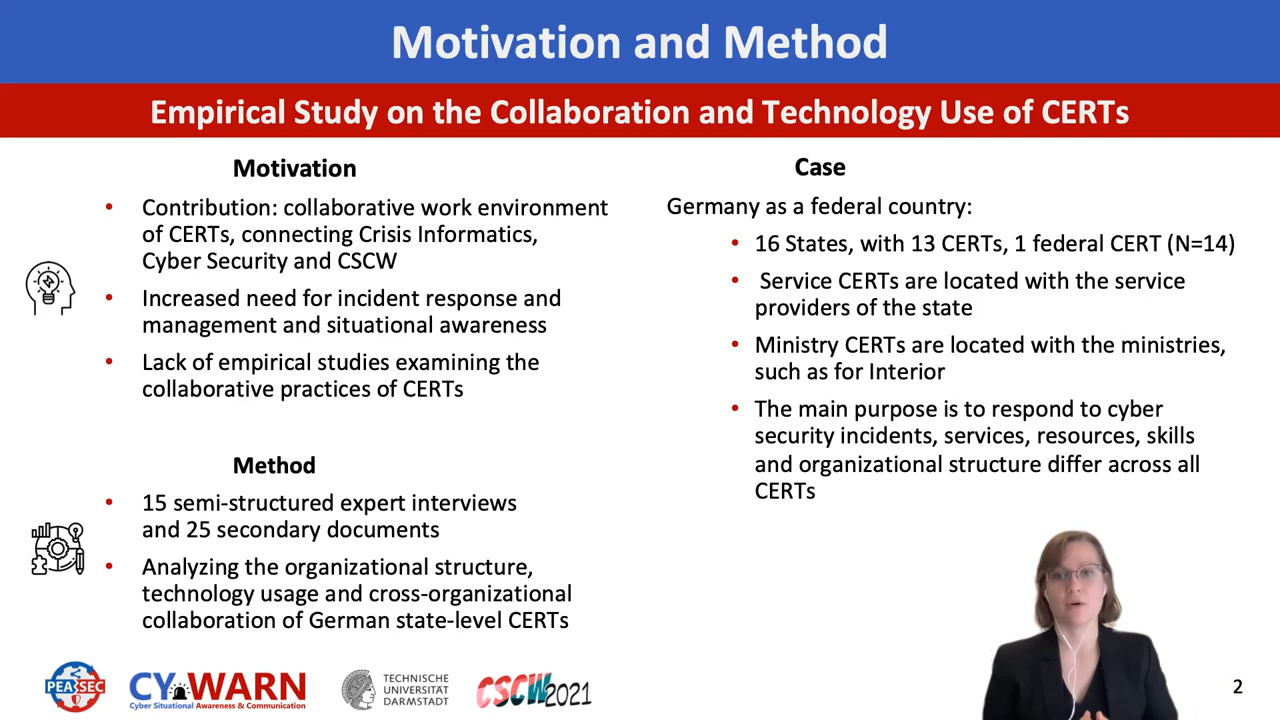 Motivation and Method
Empirical Study on the Collaboration and Technology Use of CERTs
Motivation
• Contribution: collaborative work environment
of CERTs, connecting Crisis Informatics,
Cyber Security and CSCW
• Increased need for incident response and
management and situational awareness
• Lack of empirical studies examining the
collaborative practices of CERTs
Method
• 15 semi-structured expert interviews
and 25 secondary documents
• Analyzing the organizational structure,
technology usage and cross-organizational
collaboration of German state-level CERTs
Case
Germany as a federal country:
• 16 States, with 13 CERTs, 1 federal CERT (N=14)
• Service CERTs are located with the service
providers of the state
• Ministry CERTs are located with the ministries,
such as for Interior
• The main purpose is to respond to cyber
security incidents, services, resources, skills
and organizational structure differ across all
CERTs
PEASEC
CYWARN
Cyber Situational Awareness & Communication
TECHNISCHE
UNIVERSITÄT
DARMSTADT
CSCW2021
2